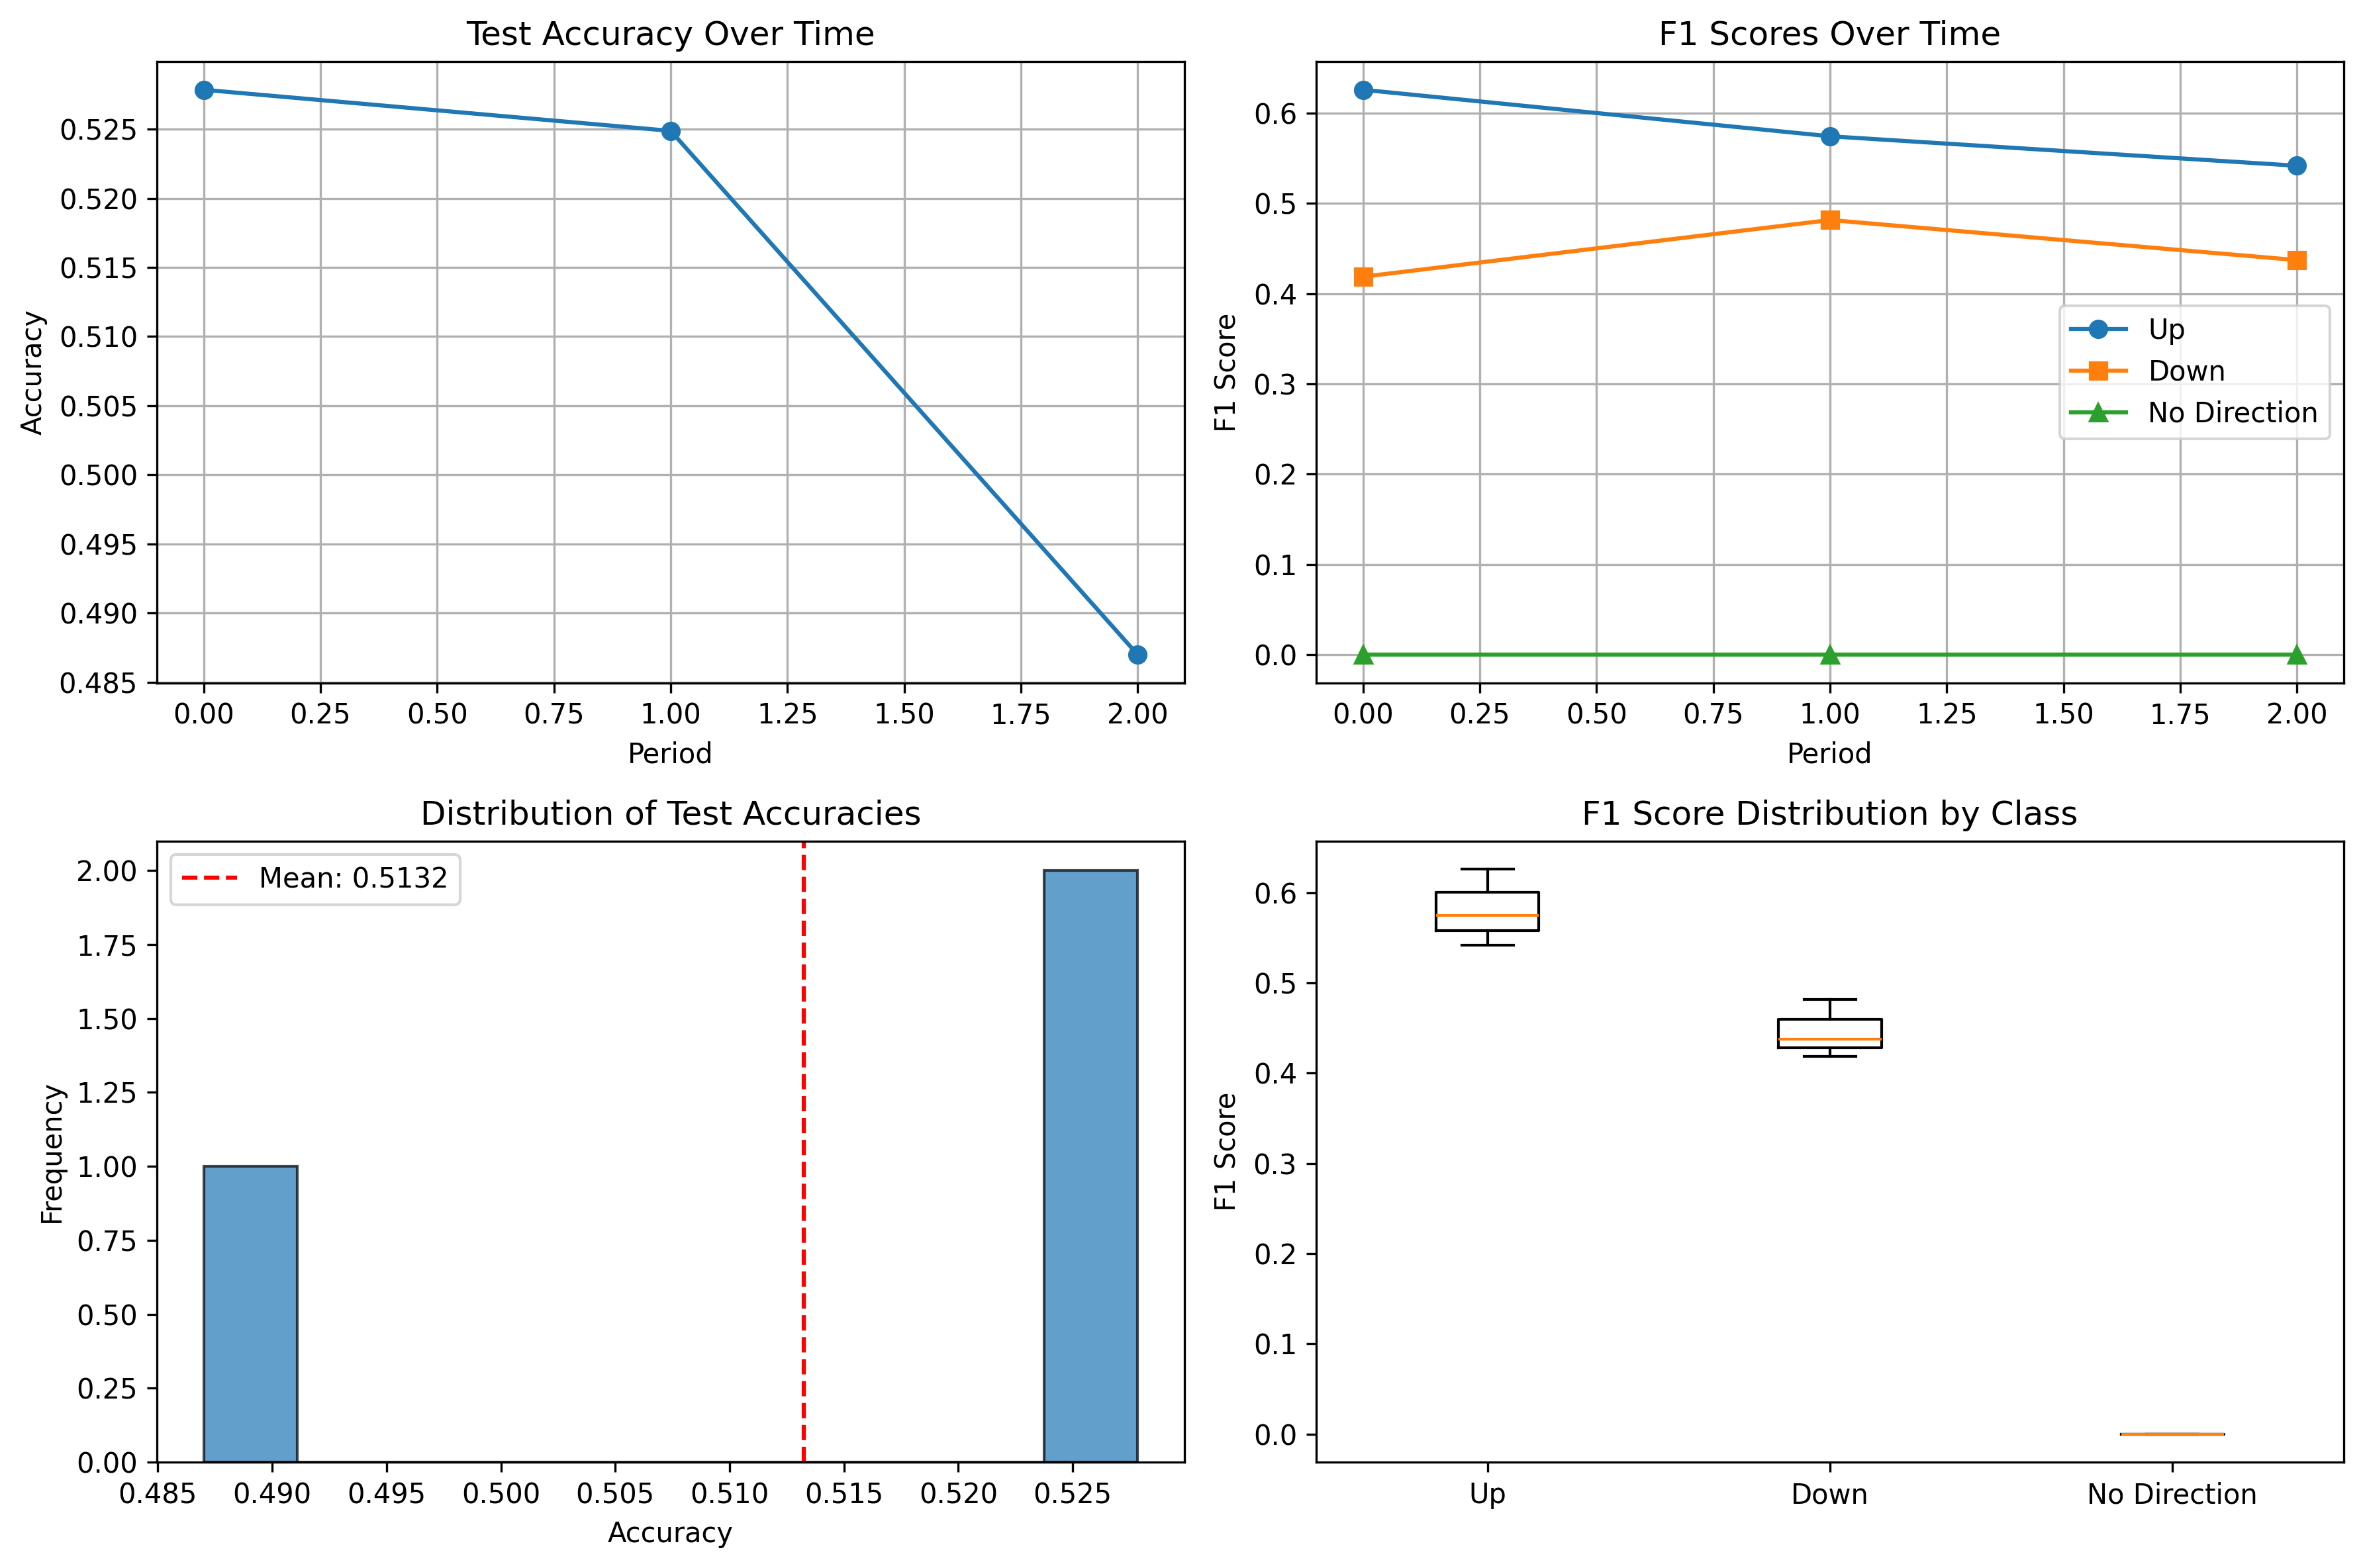 Test Accuracy Over Time
Accuracy
0.525
0.520
0.515
0.510
0.505
0.500
0.495
0.490
0.485
0.00 0.25 0.50 0.75 1.00 1.25 1.50 1.75 2.00
Period
F1 Scores Over Time
F1 Score
0.6
0.5
0.4
0.3
0.2
0.1
0.0
Up
Down
No Direction
0.00 0.25 0.50 0.75 1.00 1.25 1.50 1.75 2.00
Period
Distribution of Test Accuracies
Mean: 0.5132
Frequency
2.00
1.75
1.50
1.25
1.00
0.75
0.50
0.25
0.00
0.485 0.490 0.495 0.500 0.505 0.510 0.515 0.520 0.525
Accuracy
F1 Score Distribution by Class
F1 Score
0.6
0.5
0.4
0.3
0.2
0.1
0.0
Up Down No Direction